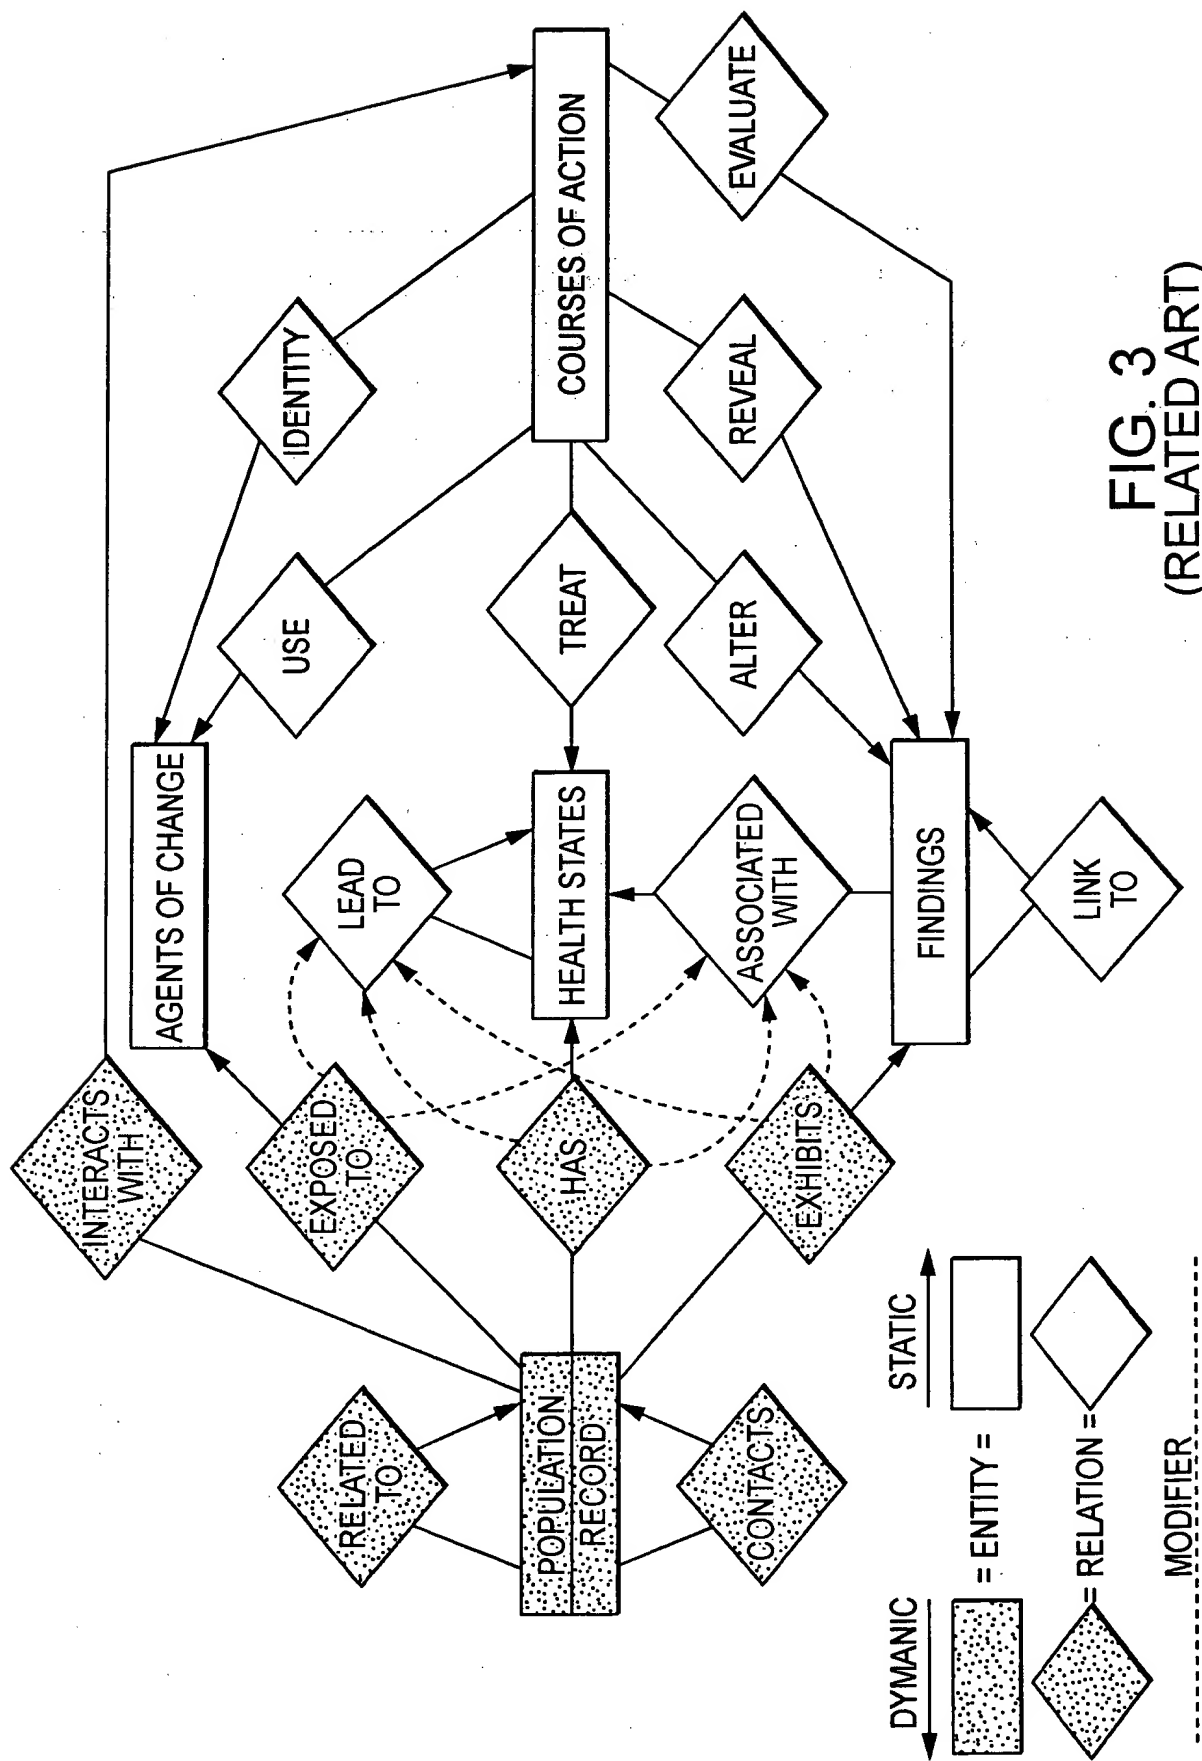 INTERACTS
WITH
AGENTS OF CHANGE
USE
IDENTITY
EXPOSED
TO
LEAD
TO
RELATED
TO
POPULATION
RECORD
HAS
HEALTH STATES
TREAT
COURSES OF ACTION
CONTACTS
EXHIBITS
ASSOCIATED
WITH
ALTER
REVEAL
EVALUATE
FINDINGS
LINK
TO
DYMANIC
STATIC
= ENTITY =
= RELATION =
MODIFIER
FIG. 3
(RELATED ART)